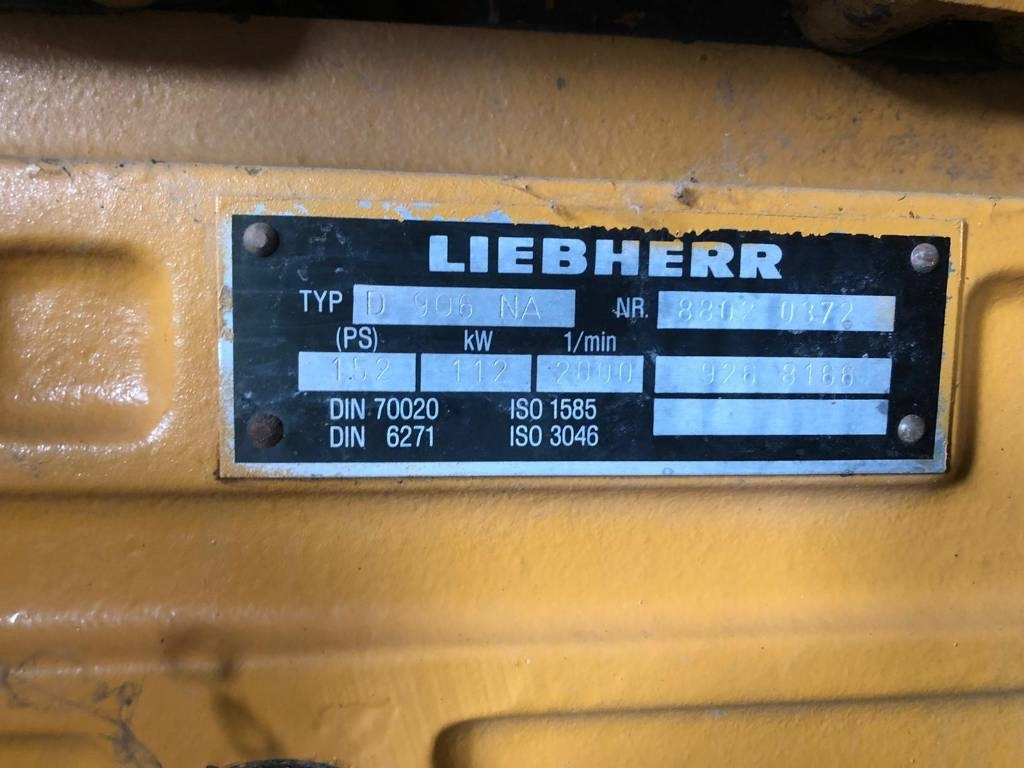 LIEBHERR
TYP D 906 NA NR. 8802 0372
(PS) kW 1/min
152 112 2000 926 8166
DIN 70020 ISO 1585
DIN 6271 ISO 3046